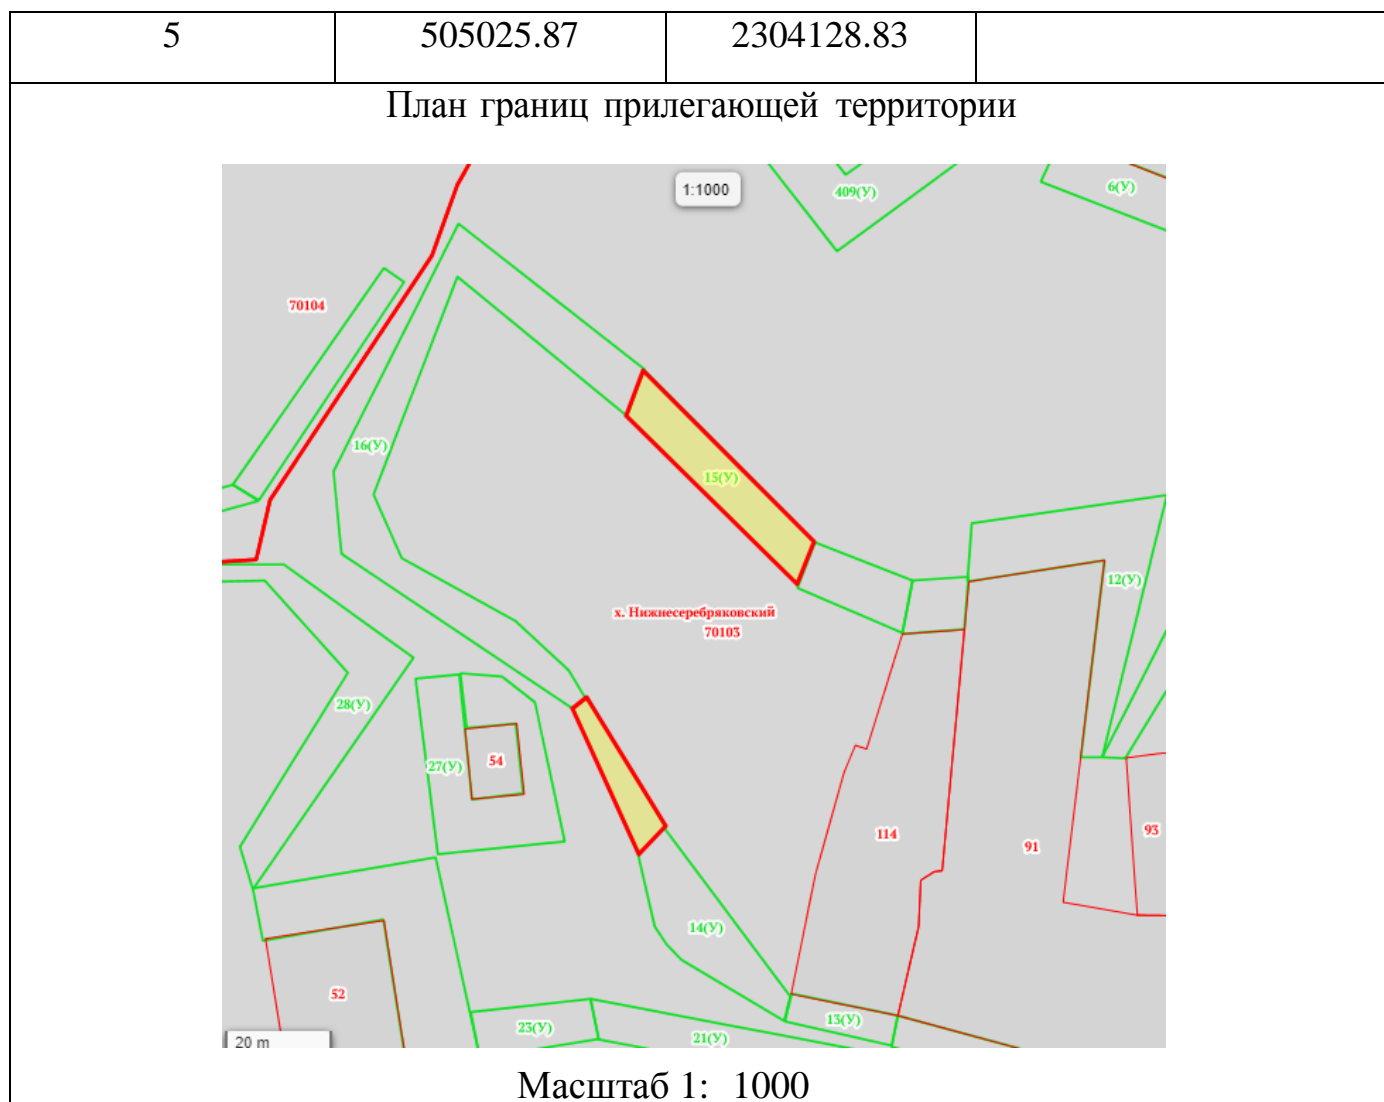 5 505025.87 2304128.83
План границ прилегающей территории
1:1000
409(У)
6(У)
70104
16(У)
15(У)
12(У)
х. Нижнесеребряковский
70103
28(У)
27(У)
54
114
91
93
14(У)
52
23(У)
13(У)
21(У)
20 m
Масштаб 1: 1000